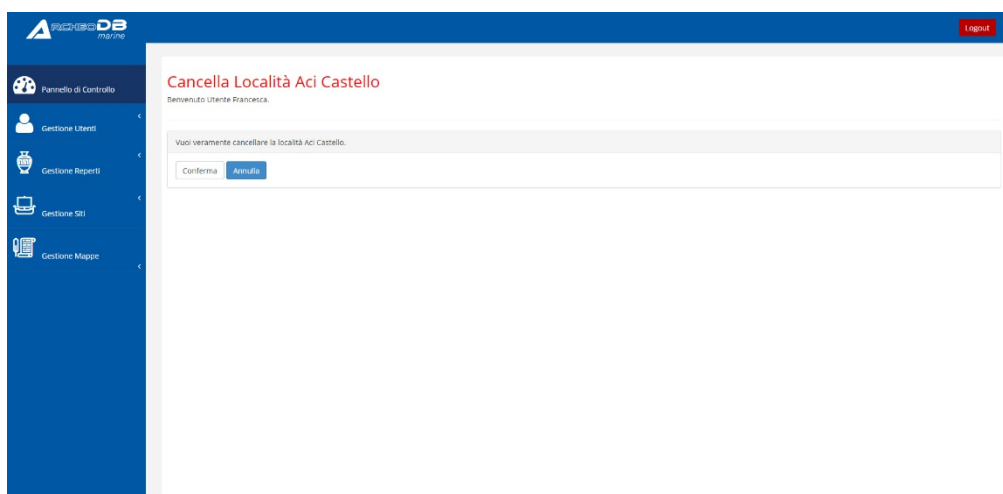 ARCHEODB
marine
Logout
Pannello di Controllo
Gestione Utenti
Gestione Reperti
Gestione Siti
Gestione Mappe
Cancella Località Aci Castello
Benvenuto Utente Francesca.
Vuoi veramente cancellare la località Aci Castello.
Conferma Annulla